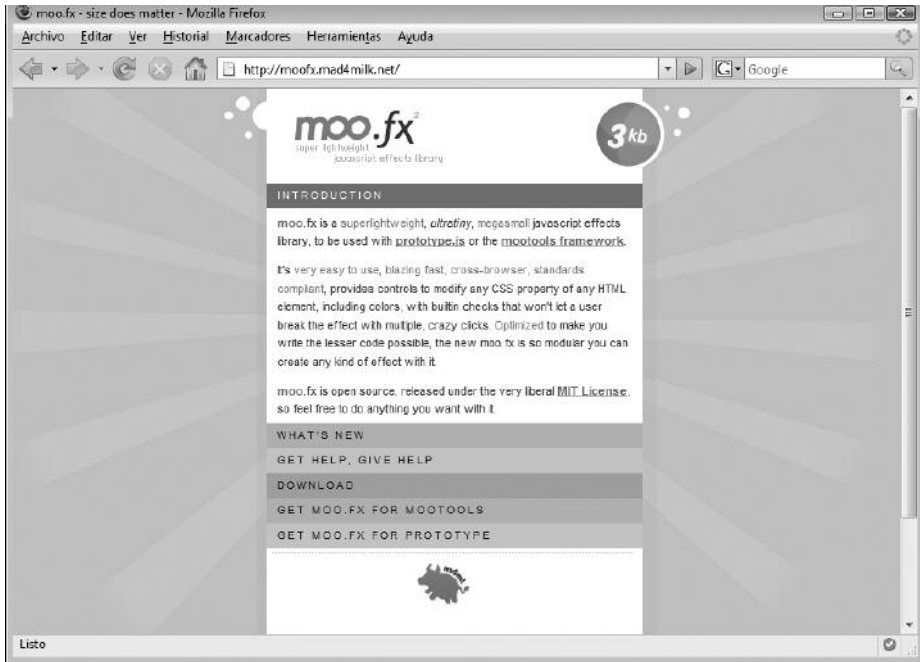 moo.fx - size does matter - Mozilla Firefox
Archivo Editar Ver Historial Marcadores Herramientas Ayuda
http://moofx.mad4milk.net/
G Google
moo.fx 2
3 kb
super lightweight
javascript effects library
INTRODUCTION
moo.fx is a superlightweight, ultratiny, megasmall javascript effects
library, to be used with prototype.js or the mootools framework.
It's very easy to use, blazing fast, cross-browser, standards
compliant, provides controls to modify any CSS property of any HTML
element, including colors, with builtin checks that won't let a user
break the effect with multiple, crazy clicks. Optimized to make you
write the lesser code possible, the new moo.fx is so modular you can
create any kind of effect with it.
moo.fx is open source, released under the very liberal MIT License,
so feel free to do anything you want with it.
WHAT'S NEW
GET HELP, GIVE HELP
DOWNLOAD
GET MOO.FX FOR MOOTOOLS
GET MOO.FX FOR PROTOTYPE
Listo